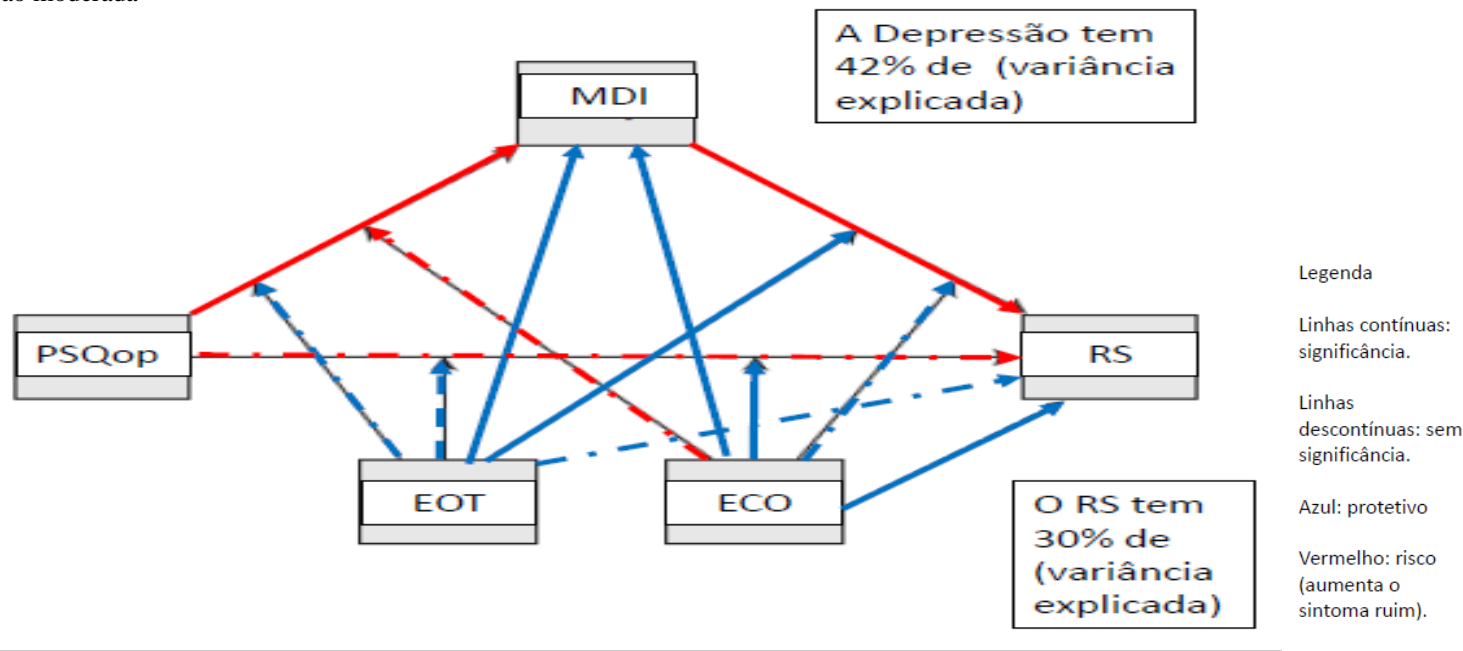 A Depressão tem
42% de (variância
explicada)
MDI
PSQop
RS
EOT
ECO
O RS tem
30% de
(variância
explicada)
Legenda
Linhas contínuas:
significância.
Linhas
descontínuas: sem
significância.
Azul: protetivo
Vermelho: risco
(aumenta o
sintoma ruim).